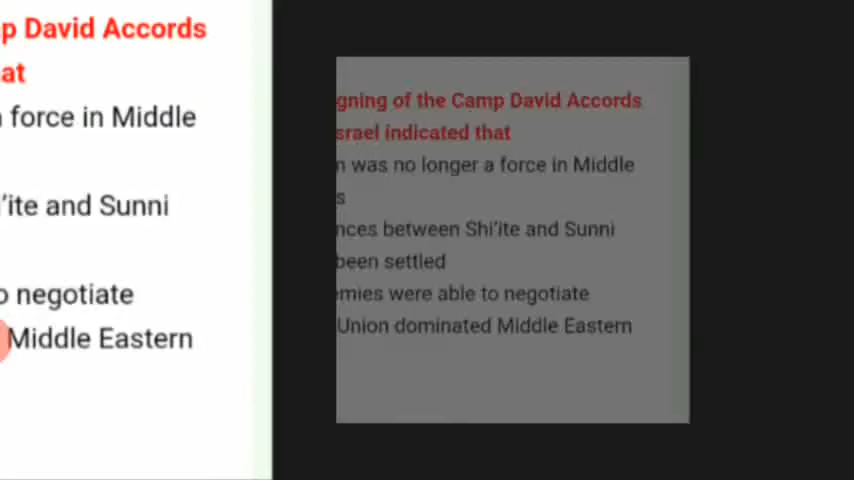 p David Accords
at
force in Middle
'ite and Sunni
negotiate
Middle Eastern
gning of the Camp David Accords
srael indicated that
n was no longer a force in Middle
s
nces between Shi'ite and Sunni
been settled
mies were able to negotiate
Union dominated Middle Eastern